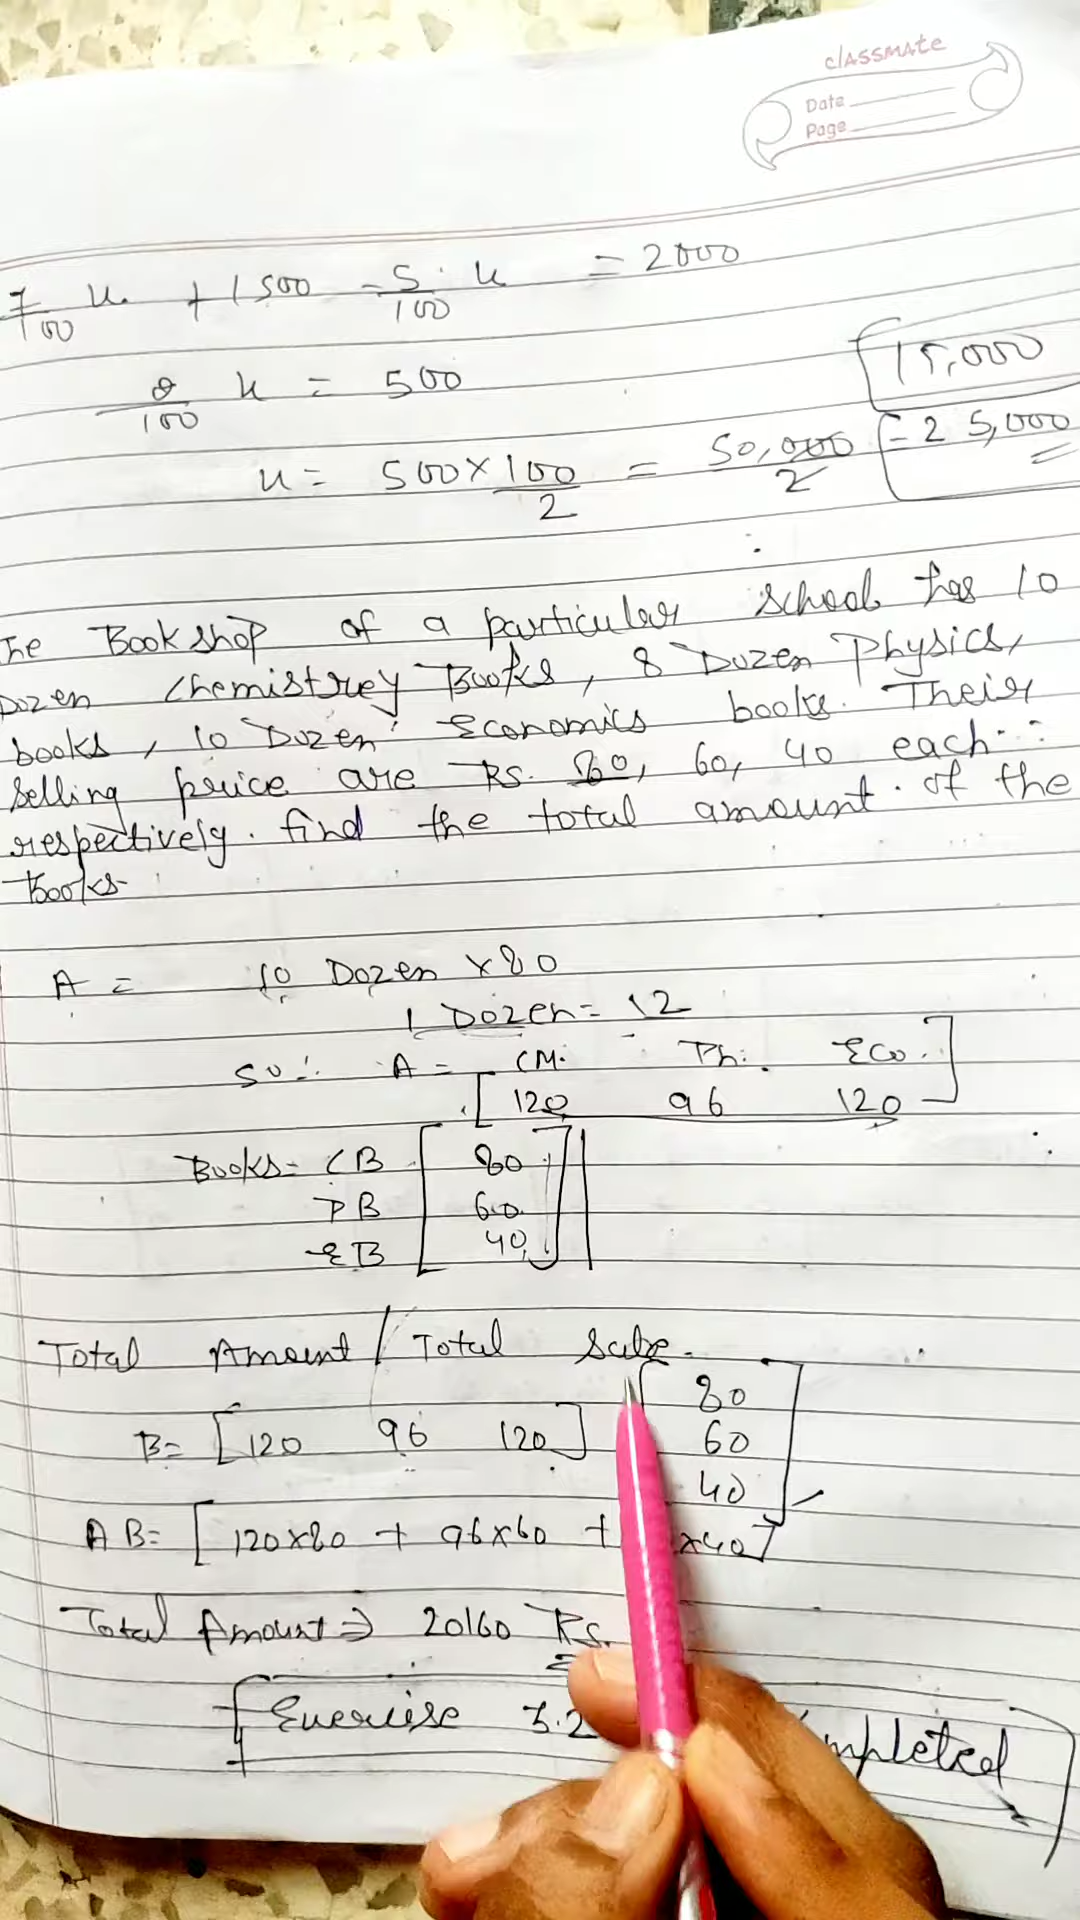 classmate
Date
Page
7/100 x + 1500 - 5/100 x = 2000
2/100 x = 500
15,000
x = 500×100/2 = 50,000/2 = 25,000
The Bookshop of a particular school has 10
Dozen chemistrey Books, 8 Dozen Physics,
books, 10 Dozen Economics books. Their
selling price are Rs. 80, 60, 40 each
respectively. find the total amount of the
Books
A = 10 Dozen × 80
1 Dozen = 12
SO ∴ A = CM. Ph. Eco.
[120 96 120]
Books = CB [80]
PB 60
EB 40
Total Amount / Total Sale.
80
B= [120 96 120] 60
40
AB= [120×80 + 96×60 + ×40]
Total Amount ⇒ 20160 Rs.
Exercise 3.2 mpleted